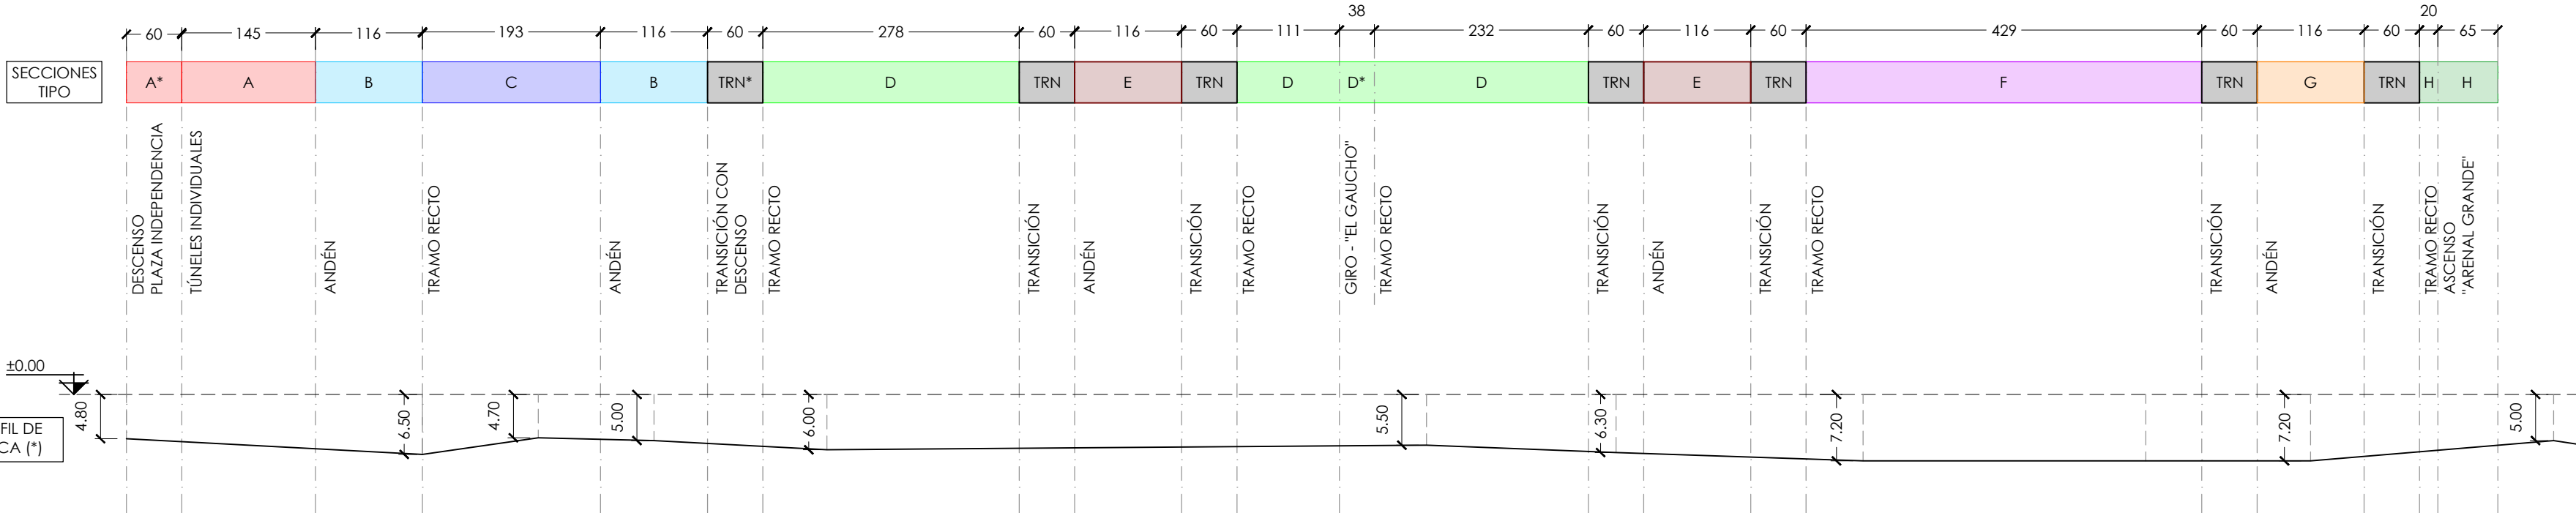 38
20
60
145
116
193
116
60
278
60
116
60
111
232
60
116
60
429
60
116
60
65
SECCIONES
TIPO
A*
A
B
C
B
TRN*
D
TRN
E
TRN
D
D*
D
TRN
E
TRN
F
TRN
G
TRN
H
H
DESCENSO
PLAZA INDEPENDENCIA
TÚNELES INDIVIDUALES
ANDÉN
TRAMO RECTO
ANDÉN
TRANSICIÓN CON
DESCENSO
TRAMO RECTO
TRANSICIÓN
ANDÉN
TRANSICIÓN
TRAMO RECTO
GIRO - "EL GAUCHO"
TRAMO RECTO
TRANSICIÓN
ANDÉN
TRANSICIÓN
TRAMO RECTO
TRANSICIÓN
ANDÉN
TRANSICIÓN
TRAMO RECTO
ASCENSO
"ARENAL GRANDE"
±0.00
4.80
6.50
4.70
5.00
6.00
5.50
6.30
7.20
7.20
5.00
FIL DE
CA (*)